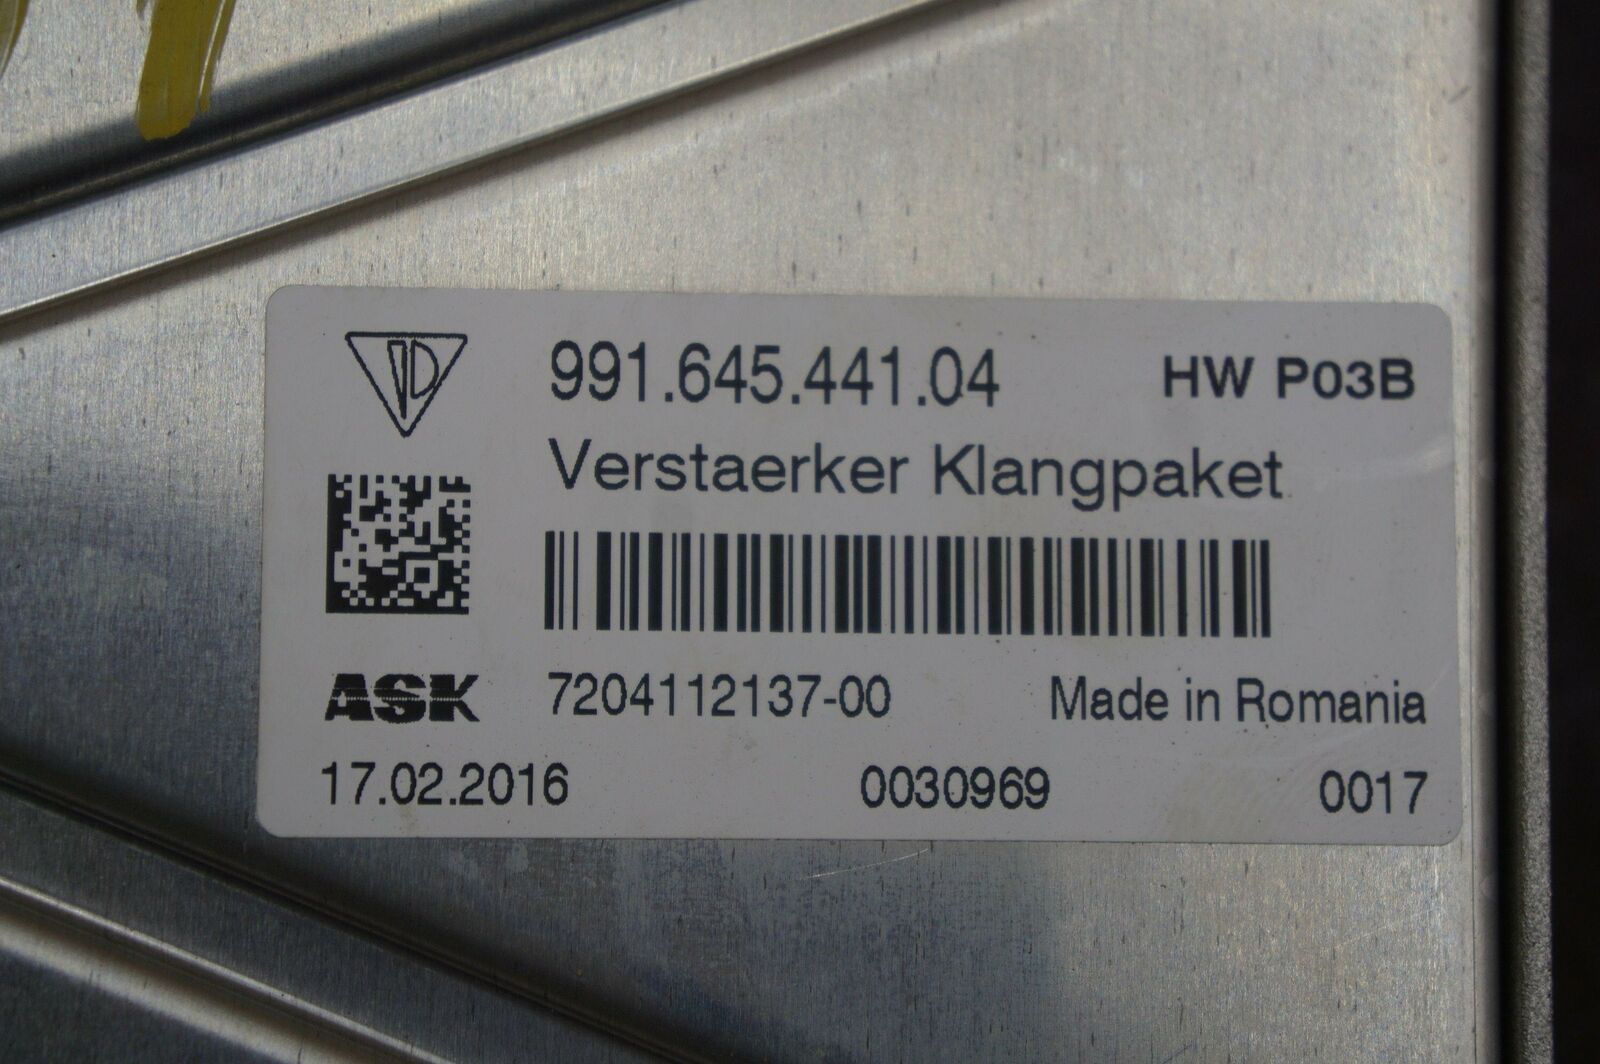 991.645.441.04 HW P03B
Verstaerker Klangpaket
ASK 7204112137-00 Made in Romania
17.02.2016 0030969 0017